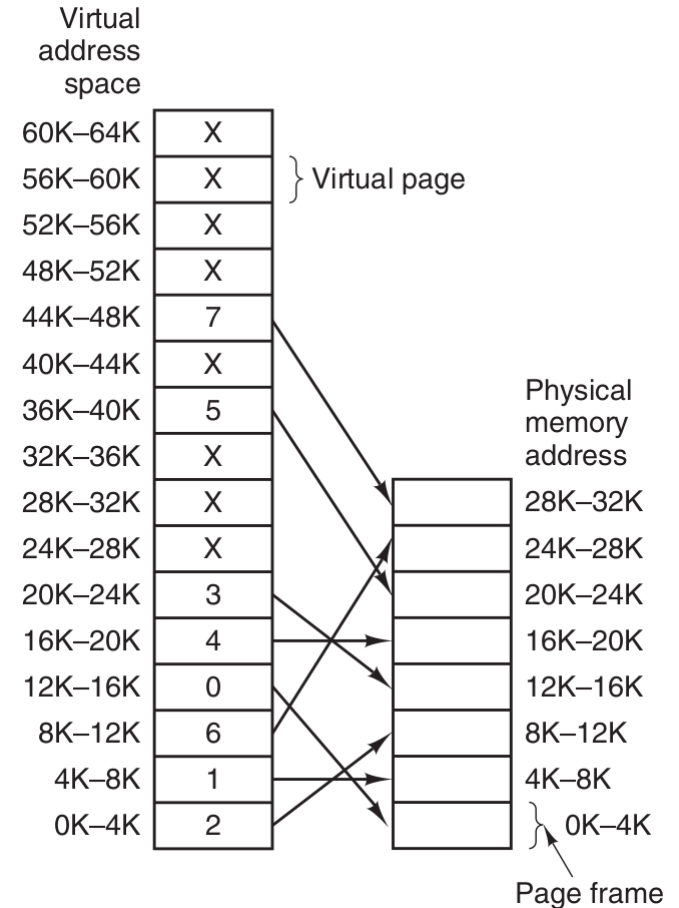 Virtual
address
space
60K–64K X
56K–60K X Virtual page
52K–56K X
48K–52K X
44K–48K 7
40K–44K X
36K–40K 5
32K–36K X
28K–32K X
24K–28K X
20K–24K 3
16K–20K 4
12K–16K 0
8K–12K 6
4K–8K 1
0K–4K 2
Physical
memory
address
28K–32K
24K–28K
20K–24K
16K–20K
12K–16K
8K–12K
4K–8K
0K–4K
Page frame